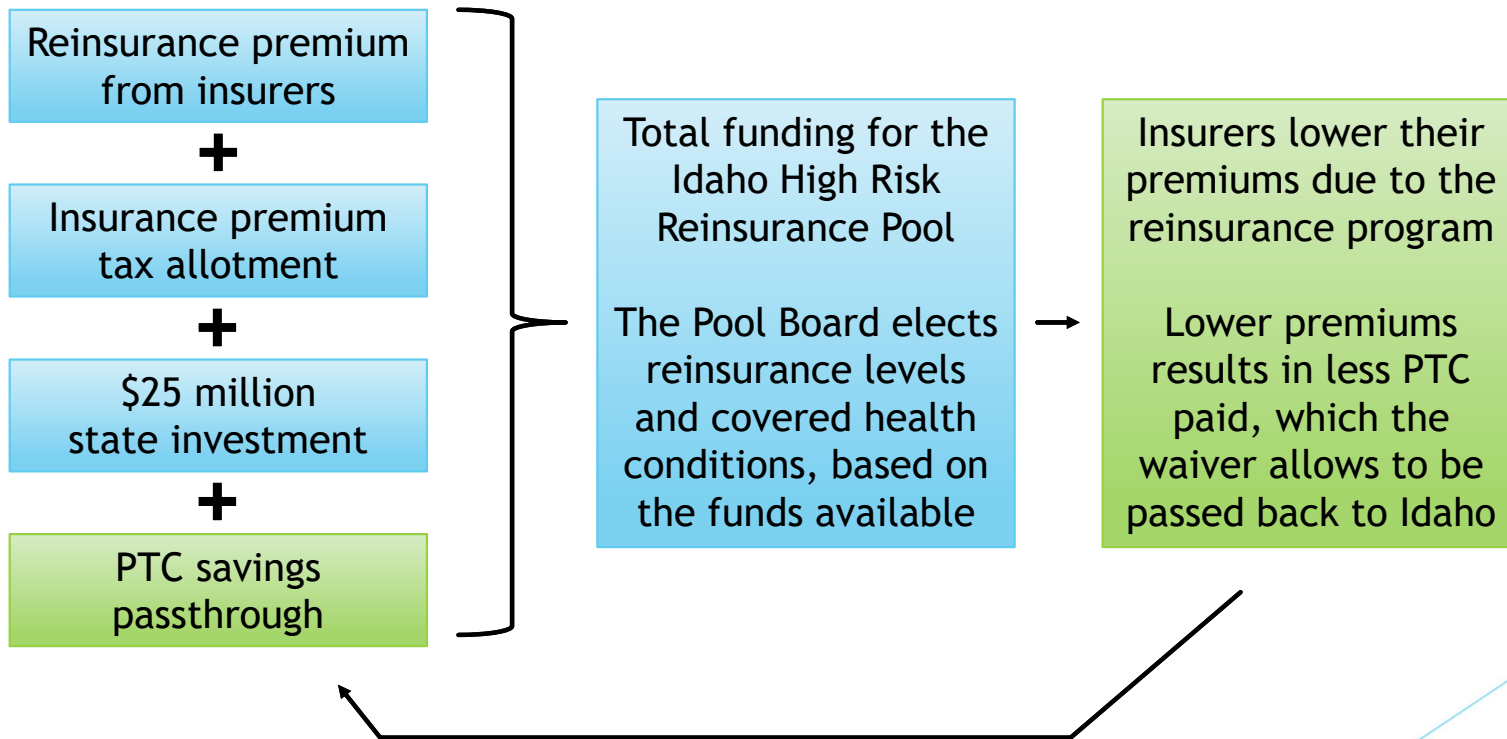 Reinsurance premium
from insurers
+
Insurance premium
tax allotment
+
$25 million
state investment
+
PTC savings
passthrough
Total funding for the
Idaho High Risk
Reinsurance Pool
The Pool Board elects
reinsurance levels
and covered health
conditions, based on
the funds available
Insurers lower their
premiums due to the
reinsurance program
Lower premiums
results in less PTC
paid, which the
waiver allows to be
passed back to Idaho